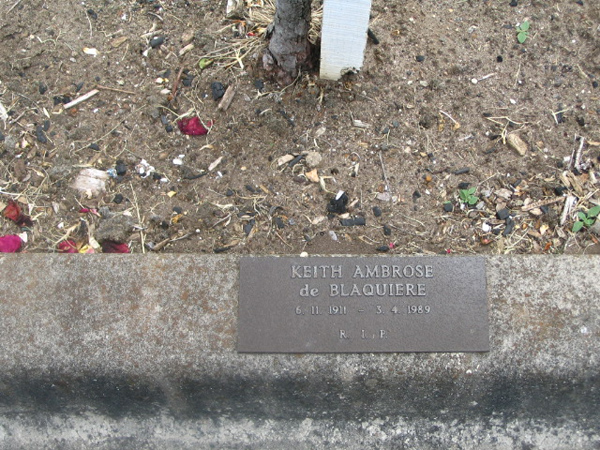 KEITH AMBROSE
de BLAQUIERE
6. 11. 1911 - 3. 4. 1989
R. I. P.